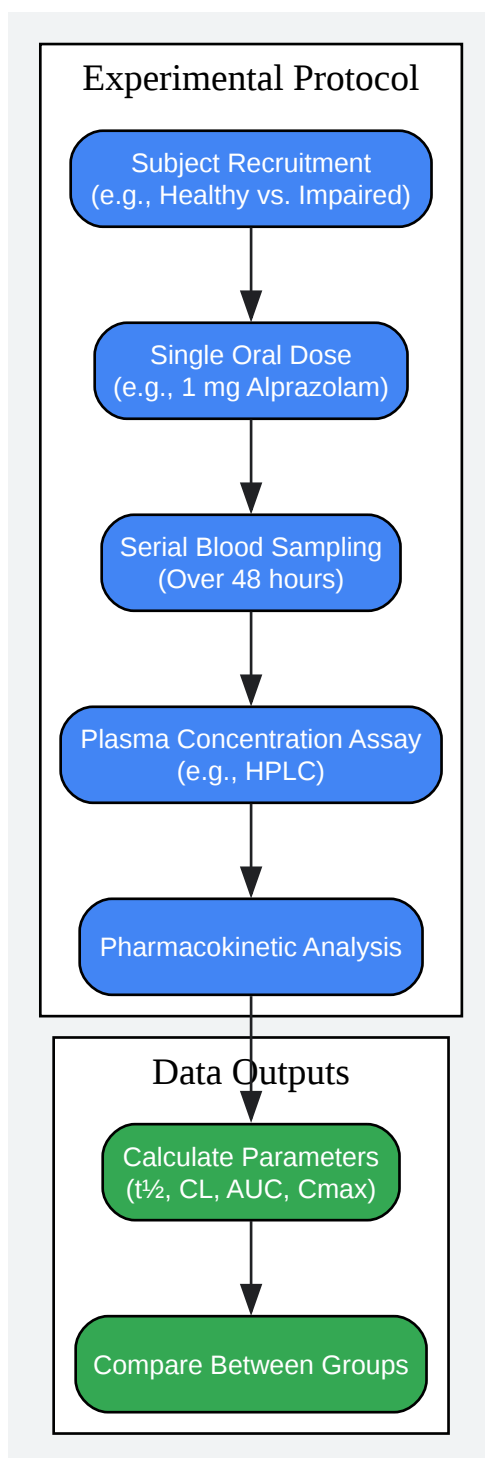 Experimental Protocol
Subject Recruitment
(e.g., Healthy vs. Impaired)
Single Oral Dose
(e.g., 1 mg Alprazolam)
Serial Blood Sampling
(Over 48 hours)
Plasma Concentration Assay
(e.g., HPLC)
Pharmacokinetic Analysis
Data Outputs
Calculate Parameters
(t½, CL, AUC, Cmax)
Compare Between Groups